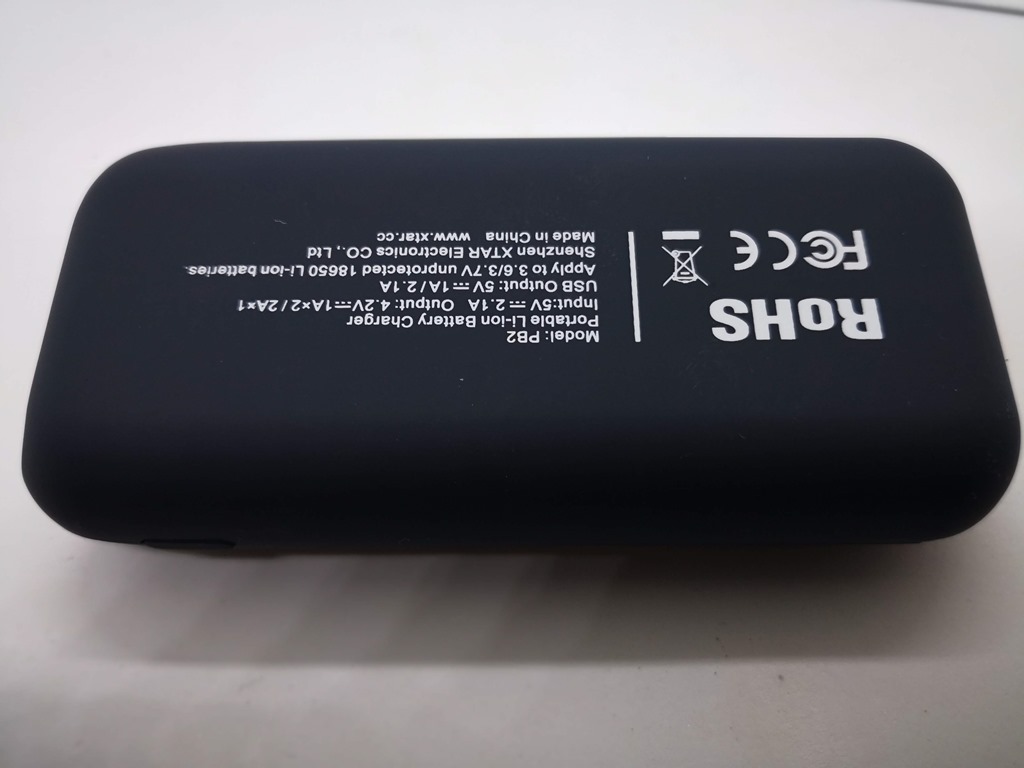 RoHS
FC CE
Model: PB2
Portable Li-ion Battery Charger
Input:5V⎓2.1A Output: 4.2V⎓1A×2 / 2A×1
USB Output: 5V⎓1A / 2.1A
Apply to 3.6/3.7V unprotected 18650 Li-ion batteries.
Shenzhen XTAR Electronics CO., Ltd
Made in China www.xtar.cc